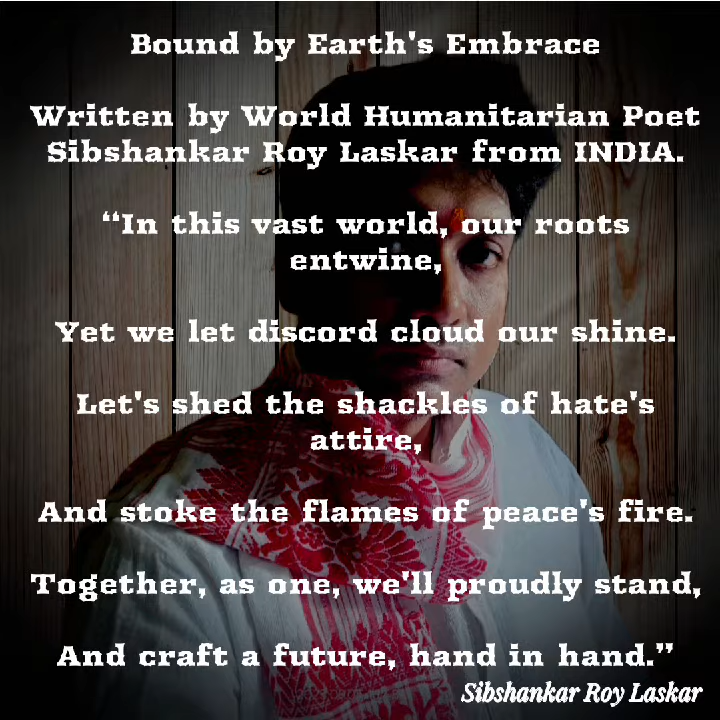 Bound by Earth's Embrace
Written by World Humanitarian Poet
Sibshankar Roy Laskar from INDIA.
“In this vast world, our roots
entwine,
Yet we let discord cloud our shine.
Let's shed the shackles of hate's
attire,
And stoke the flames of peace's fire.
Together, as one, we'll proudly stand,
And craft a future, hand in hand.”
Sibshankar Roy Laskar